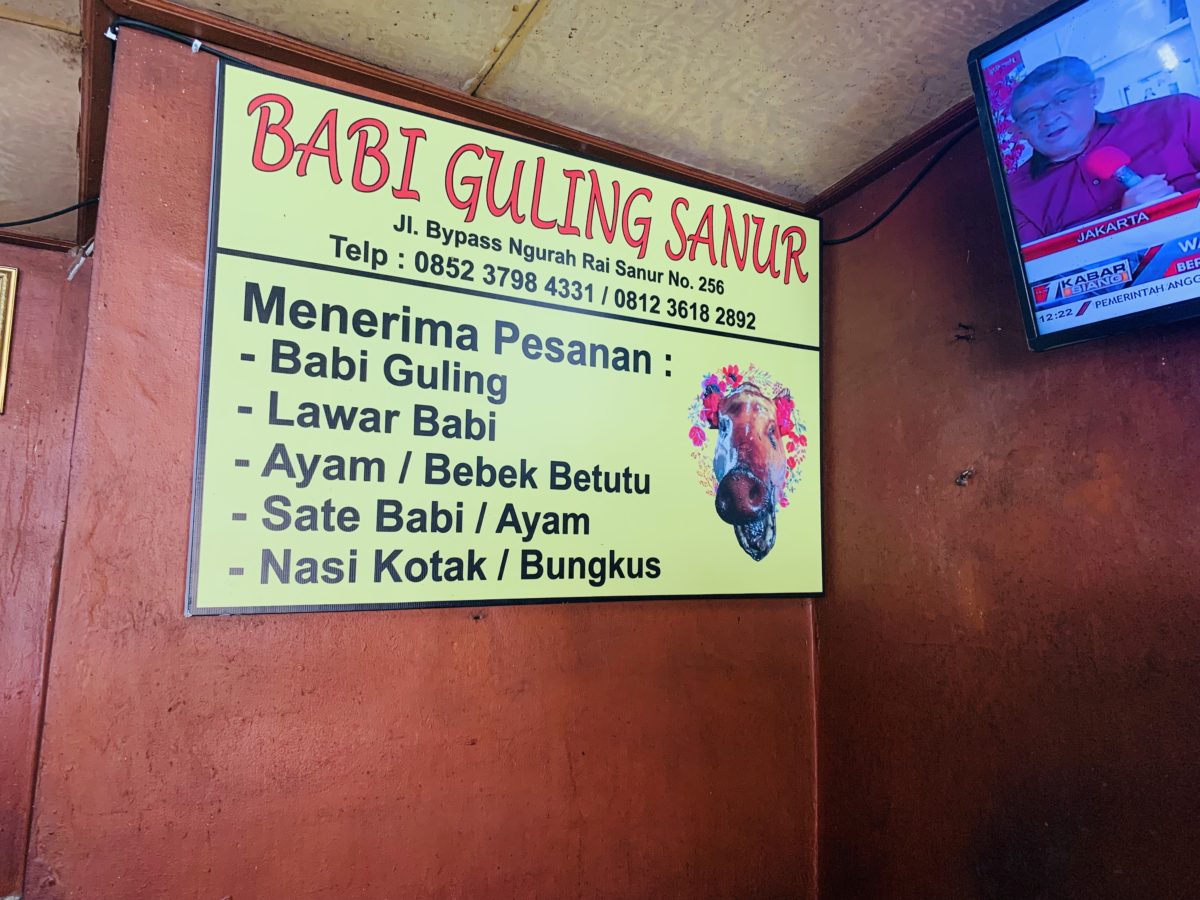 BABI GULING SANUR
Jl. Bypass Ngurah Rai Sanur No. 256
Telp : 0852 3798 4331 / 0812 3618 2892
Menerima Pesanan :
- Babi Guling
- Lawar Babi
- Ayam / Bebek Betutu
- Sate Babi / Ayam
- Nasi Kotak / Bungkus
JAKARTA
KABAR
SIANG
12:22
PEMERINTAH